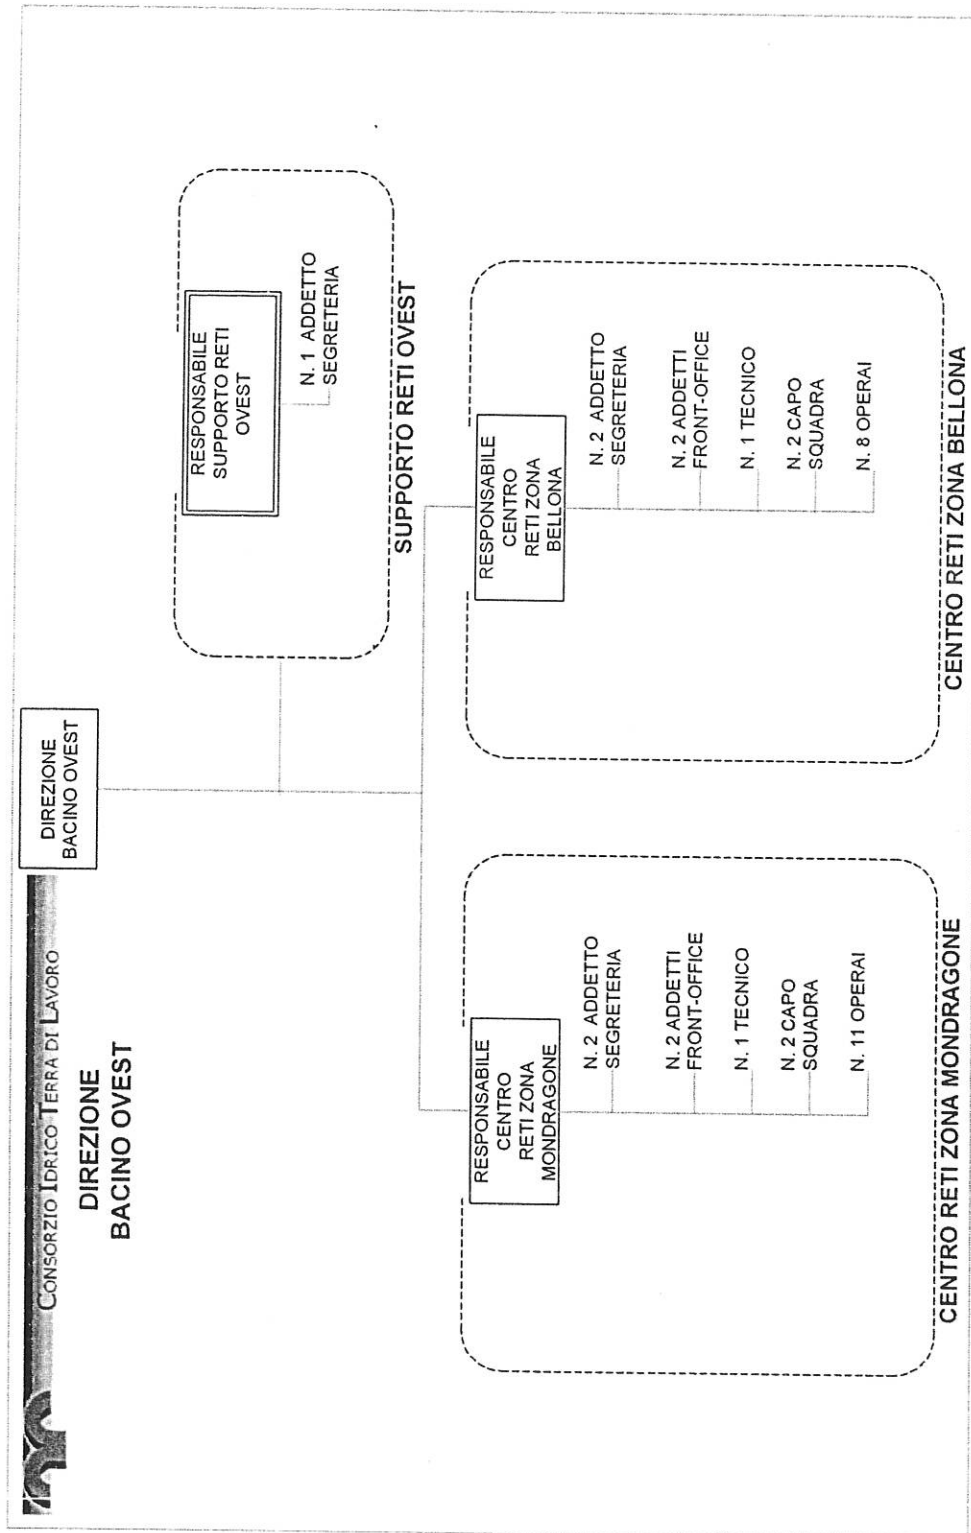 CONSORZIO IDRICO TERRA DI LAVORO
DIREZIONE
BACINO OVEST
DIREZIONE
BACINO OVEST
RESPONSABILE
SUPPORTO RETI
OVEST
N. 1 ADDETTO
SEGRETERIA
SUPPORTO RETI OVEST
RESPONSABILE
CENTRO
RETI ZONA
MONDRAGONE
N. 2 ADDETTO
SEGRETERIA
N. 2 ADDETTI
FRONT-OFFICE
N. 1 TECNICO
N. 2 CAPO
SQUADRA
N. 11 OPERAI
CENTRO RETI ZONA MONDRAGONE
RESPONSABILE
CENTRO
RETI ZONA
BELLONA
N. 2 ADDETTO
SEGRETERIA
N. 2 ADDETTI
FRONT-OFFICE
N. 1 TECNICO
N. 2 CAPO
SQUADRA
N. 8 OPERAI
CENTRO RETI ZONA BELLONA